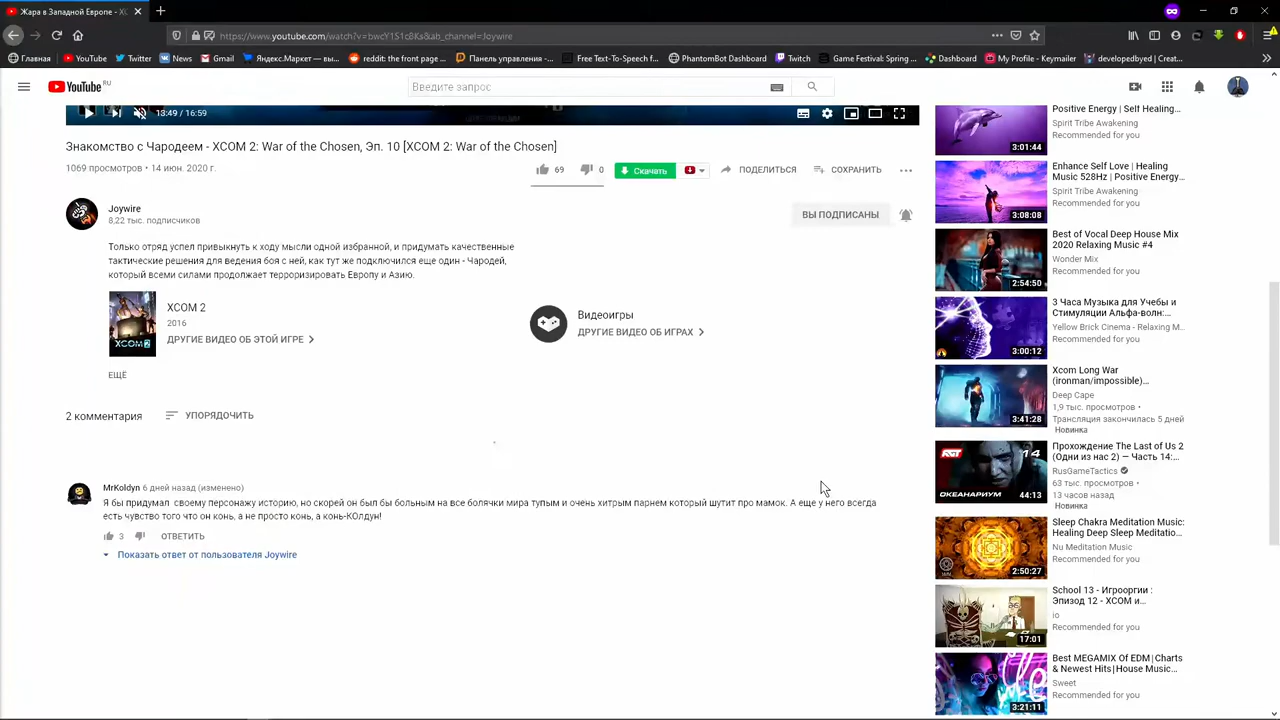 Жара в Западной Европе - XC
https://www.youtube.com/watch?v=bwcY1S1c8Ks&ab_channel=Joywire
Главная
YouTube
Twitter
News
Gmail
Яндекс.Маркет — вы...
reddit: the front page ...
Панель управления - ...
Free Text-To-Speech f...
PhantomBot Dashboard
Twitch
Game Festival: Spring ...
Dashboard
My Profile - Keymailer
developedbyed | Creat...
YouTube RU
Введите запрос
13:49 / 16:59
Знакомство с Чародеем - XCOM 2: War of the Chosen, Эп. 10 [XCOM 2: War of the Chosen]
1069 просмотров • 14 июн. 2020 г.
69
0
Скачать
ПОДЕЛИТЬСЯ
СОХРАНИТЬ
Joywire
8,22 тыс. подписчиков
ВЫ ПОДПИСАНЫ
Только отряд успел привыкнуть к ходу мысли одной избранной, и придумать качественные
тактические решения для ведения боя с ней, как тут же подключился еще один - Чародей,
который всеми силами продолжает терроризировать Европу и Азию.
XCOM 2
XCOM 2
2016
ДРУГИЕ ВИДЕО ОБ ЭТОЙ ИГРЕ
Видеоигры
ДРУГИЕ ВИДЕО ОБ ИГРАХ
ЕЩЁ
2 комментария
УПОРЯДОЧИТЬ
MrKoldyn 6 дней назад (изменено)
Я бы придумал своему персонажу историю, но скорей он был бы больным на все болячки мира тупым и очень хитрым парнем который шутит про мамок. А ещё у него всегда
есть чувство того что он конь, а не просто конь, а конь-КОлдун!
3
ОТВЕТИТЬ
Показать ответ от пользователя Joywire
Positive Energy | Self Healing...
Spirit Tribe Awakening
Recommended for you
3:01:44
Enhance Self Love | Healing
Music 528Hz | Positive Energy...
Spirit Tribe Awakening
Recommended for you
3:08:08
Best of Vocal Deep House Mix
2020 Relaxing Music #4
Wonder Mix
Recommended for you
2:54:50
3 Часа Музыка для Учебы и
Стимуляции Альфа-волн:...
Yellow Brick Cinema - Relaxing M...
Recommended for you
3:00:12
Xcom Long War
(ironman/impossible)...
Deep Cape
1,9 тыс. просмотров •
Трансляция закончилась 5 дней
Новинка
3:41:28
Прохождение The Last of Us 2
(Одни из нас 2) — Часть 14:...
RusGameTactics
63 тыс. просмотров •
13 часов назад
Новинка
RGT
14
ОКЕАНАРИУМ
44:13
Sleep Chakra Meditation Music:
Healing Deep Sleep Meditatio...
Nu Meditation Music
Recommended for you
2:50:27
School 13 - Игрооргии :
Эпизод 12 - XCOM и...
io
Recommended for you
17:01
Best MEGAMIX Of EDM | Charts
& Newest Hits | House Music...
Sweet
Recommended for you
3:21:11